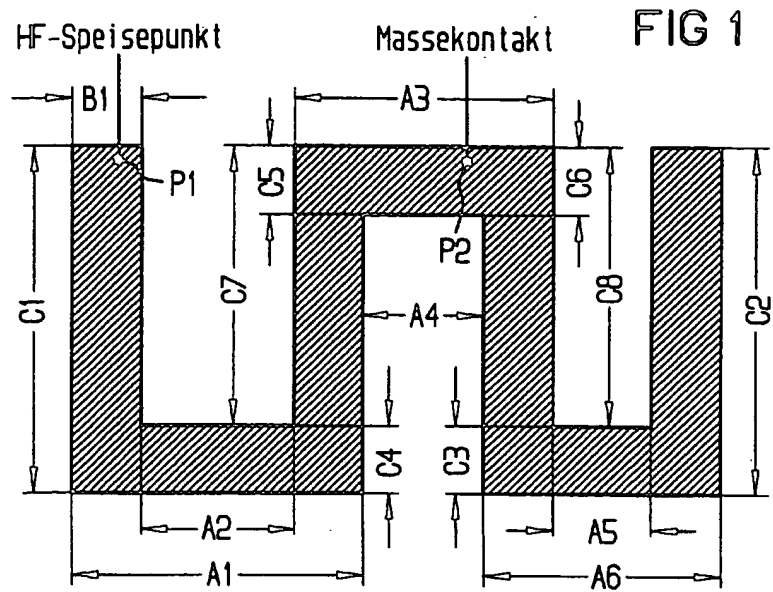 FIG 1
HF-Speisepunkt
Massekontakt
B1
A3
C5
C6
P1
P2
C1
C7
C8
C2
A4
C4
C3
A2
A5
A1
A6